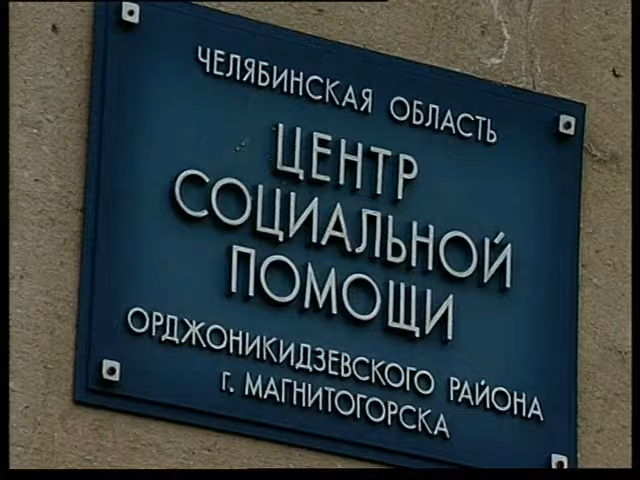 ЧЕЛЯБИНСКАЯ ОБЛАСТЬ
ЦЕНТР
СОЦИАЛЬНОЙ
ПОМОЩИ
ОРДЖОНИКИДЗЕВСКОГО РАЙОНА
Г. МАГНИТОГОРСКА